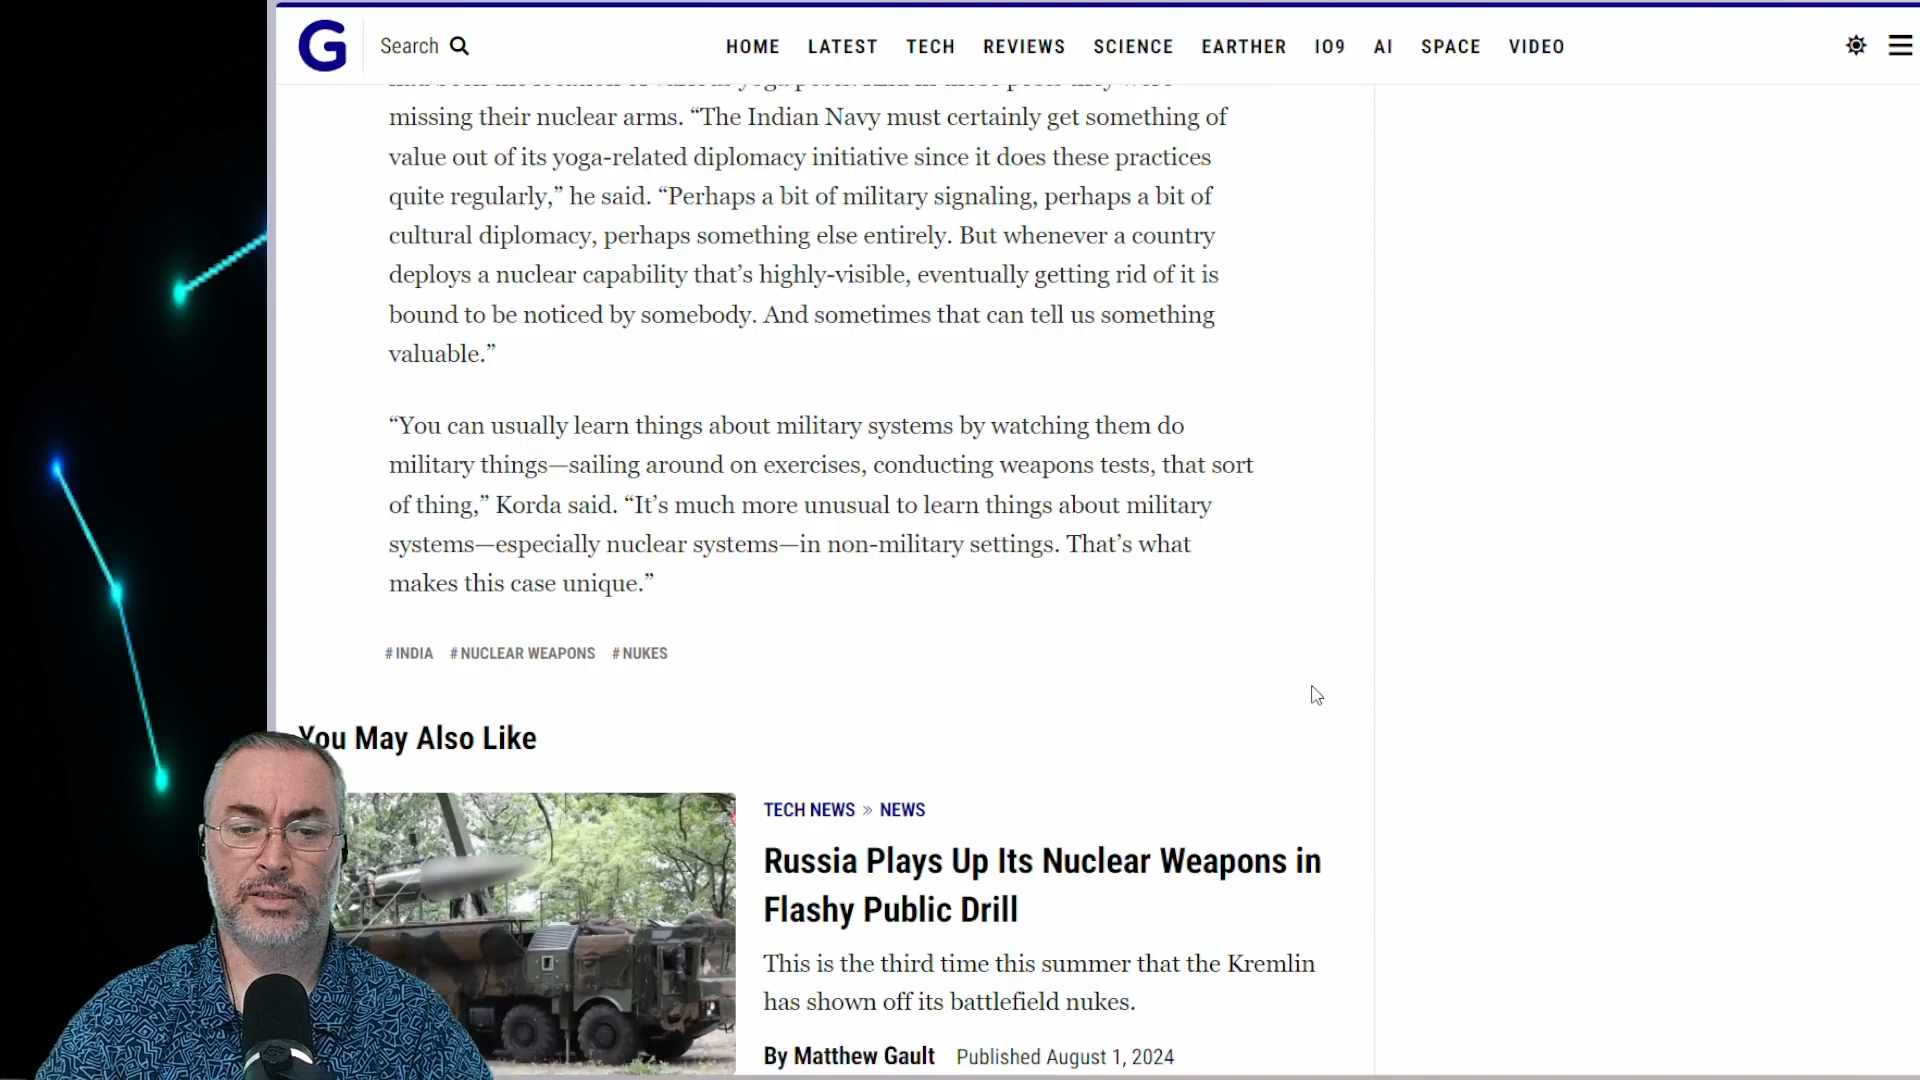 G
Search
HOME LATEST TECH REVIEWS SCIENCE EARTHER IO9 AI SPACE VIDEO
missing their nuclear arms. “The Indian Navy must certainly get something of
value out of its yoga-related diplomacy initiative since it does these practices
quite regularly,” he said. “Perhaps a bit of military signaling, perhaps a bit of
cultural diplomacy, perhaps something else entirely. But whenever a country
deploys a nuclear capability that’s highly-visible, eventually getting rid of it is
bound to be noticed by somebody. And sometimes that can tell us something
valuable.”
“You can usually learn things about military systems by watching them do
military things—sailing around on exercises, conducting weapons tests, that sort
of thing,” Korda said. “It’s much more unusual to learn things about military
systems—especially nuclear systems—in non-military settings. That’s what
makes this case unique.”
#INDIA #NUCLEAR WEAPONS #NUKES
You May Also Like
TECH NEWS » NEWS
Russia Plays Up Its Nuclear Weapons in
Flashy Public Drill
This is the third time this summer that the Kremlin
has shown off its battlefield nukes.
By Matthew Gault Published August 1, 2024